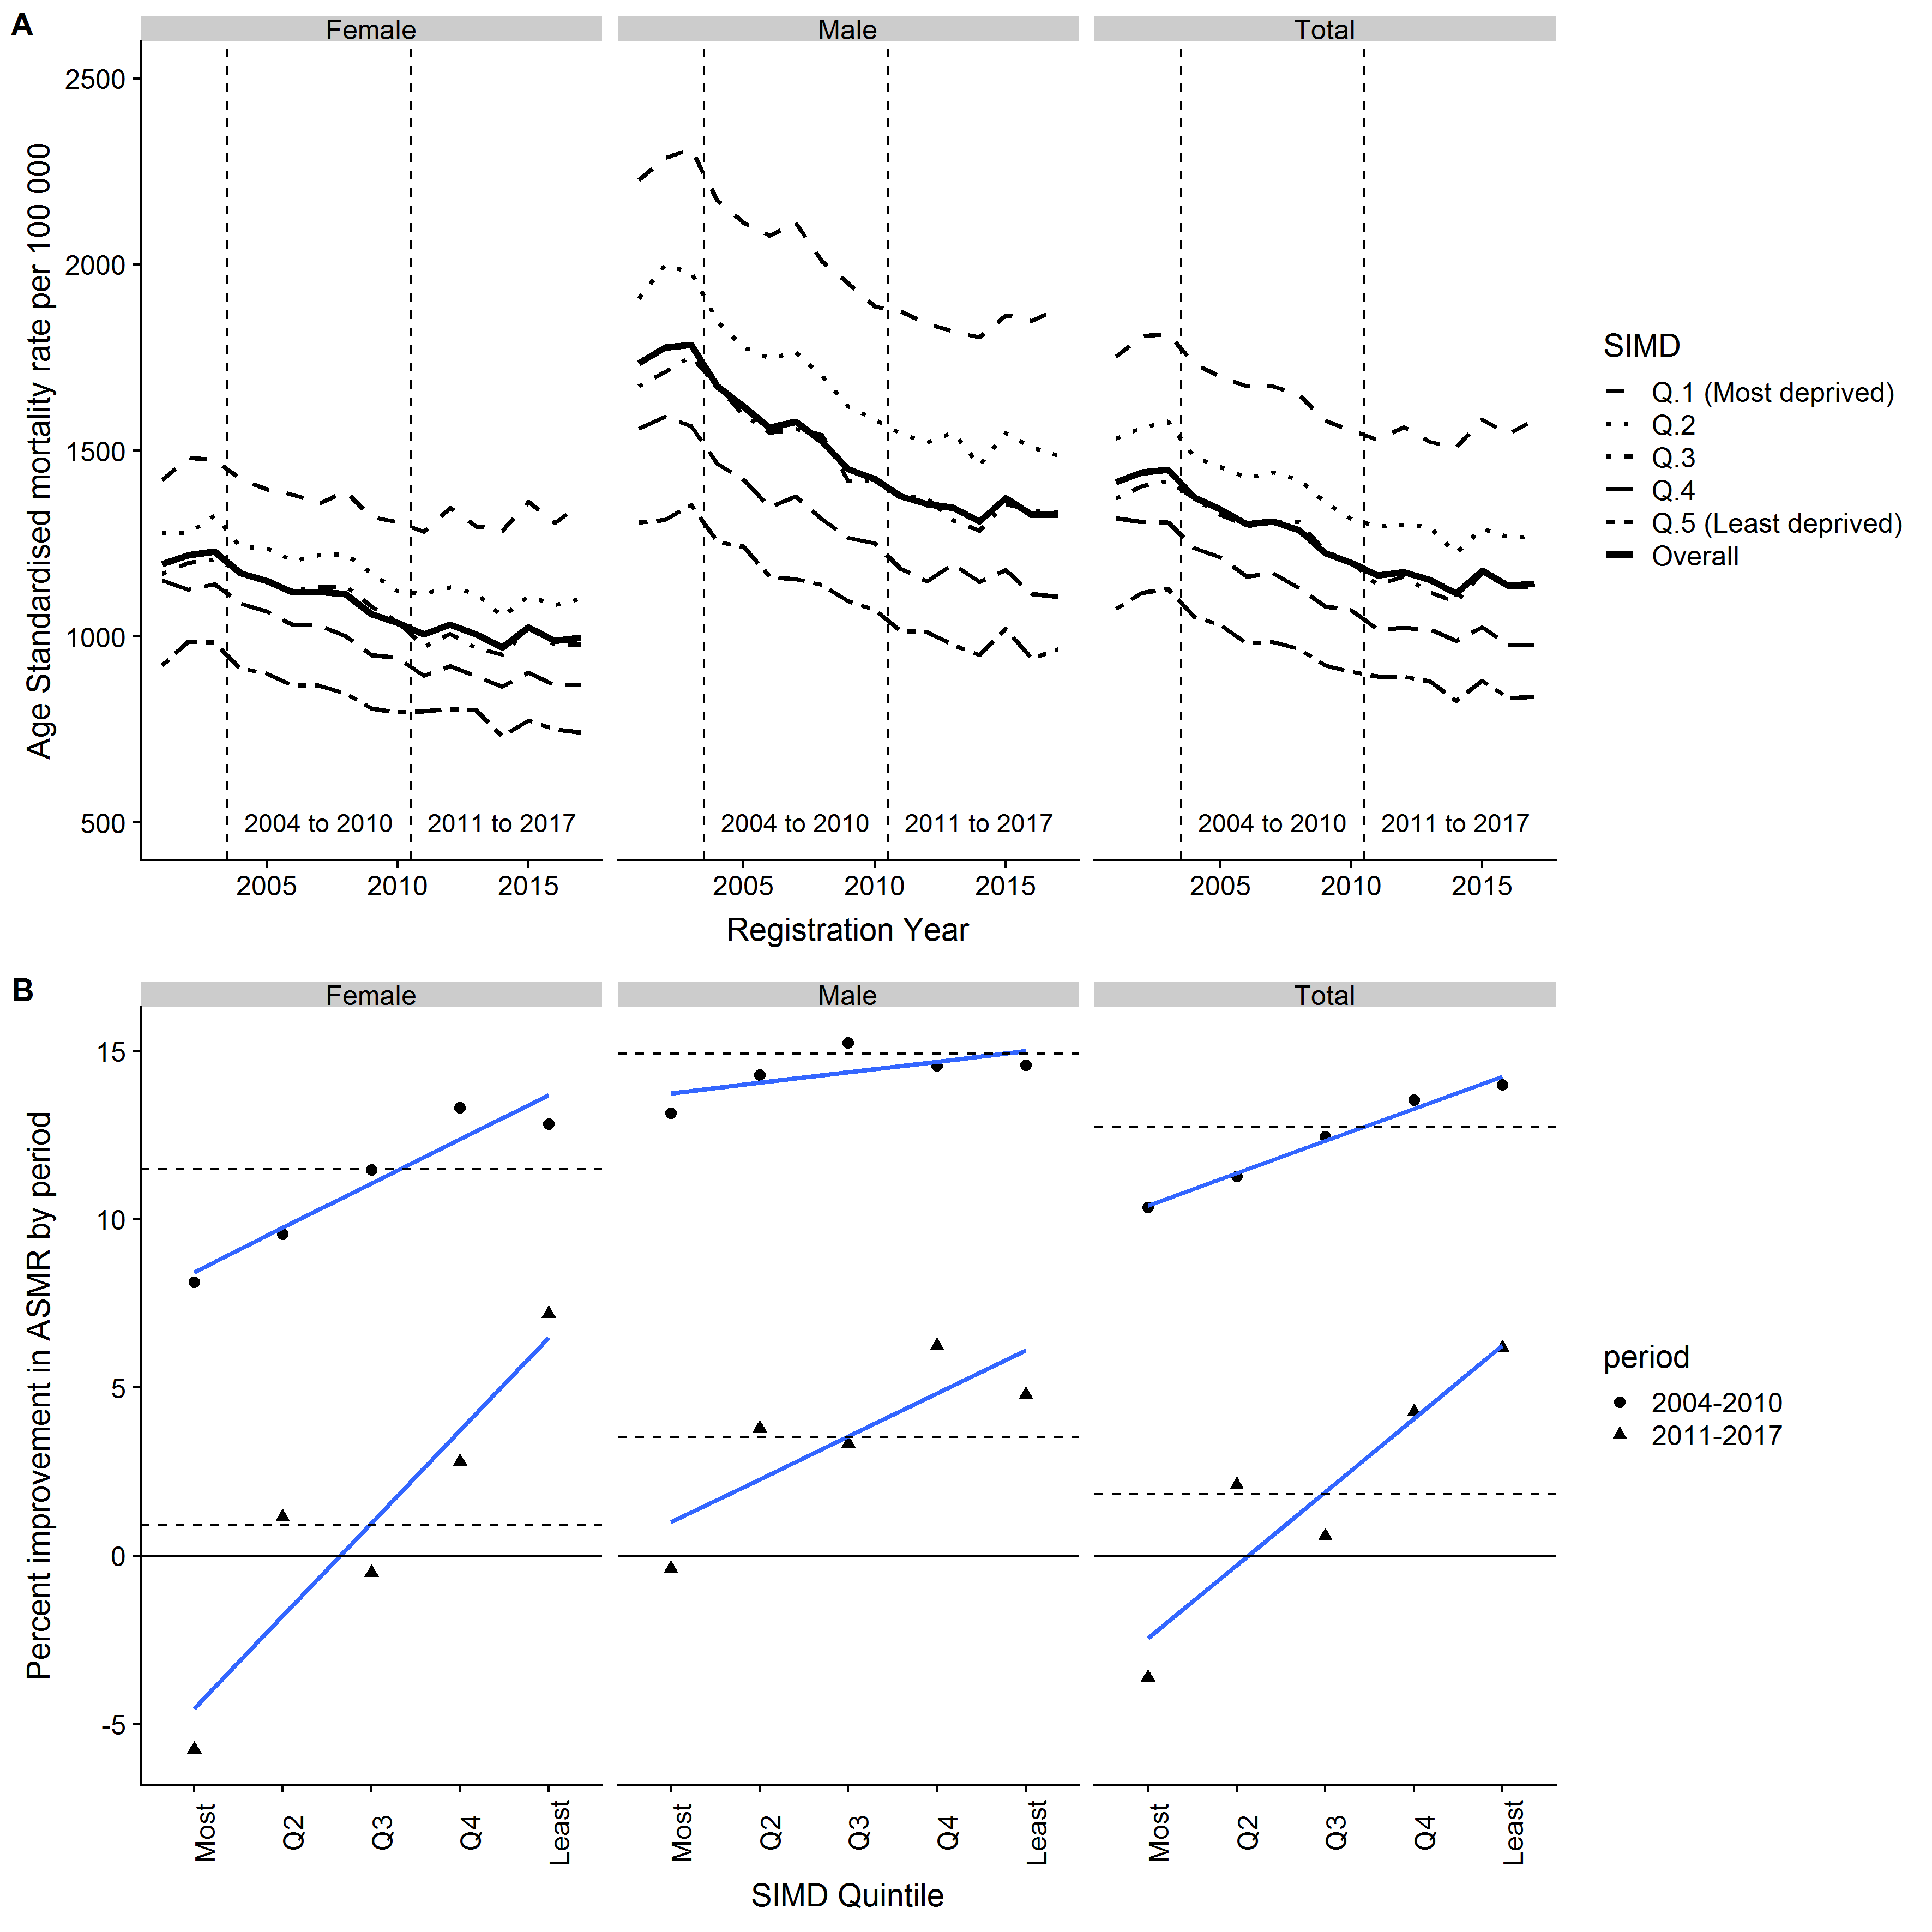 A
Female Male Total
Age Standardised mortality rate per 100 000
2500
2000
1500
1000
500
2004 to 2010 2011 to 2017 2004 to 2010 2011 to 2017 2004 to 2010 2011 to 2017
2005 2010 2015 2005 2010 2015 2005 2010 2015
Registration Year
SIMD
Q.1 (Most deprived)
Q.2
Q.3
Q.4
Q.5 (Least deprived)
Overall
B
Female Male Total
Percent improvement in ASMR by period
15
10
5
0
-5
Most Q2 Q3 Q4 Least Most Q2 Q3 Q4 Least Most Q2 Q3 Q4 Least
SIMD Quintile
period
2004-2010
2011-2017